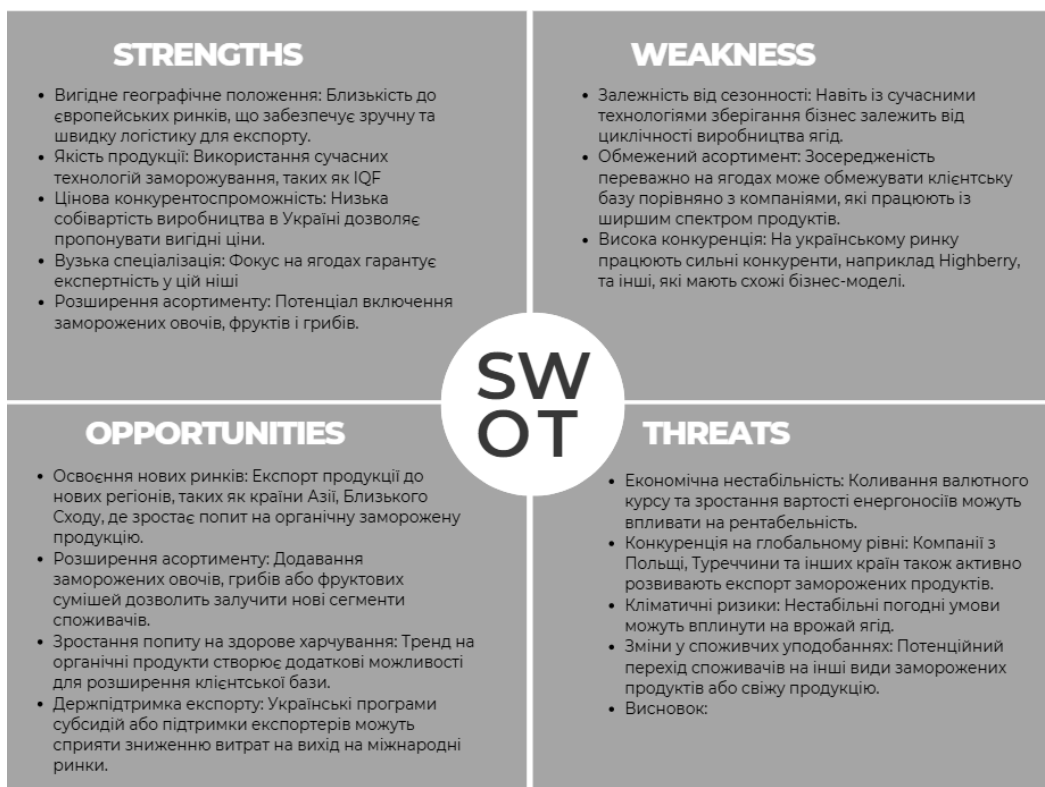 STRENGTHS
• Вигідне географічне положення: Близькість до
європейських ринків, що забезпечує зручну та
швидку логістику для експорту.
• Якість продукції: Використання сучасних
технологій заморожування, таких як IQF
• Цінова конкурентоспроможність: Низька
собівартість виробництва в Україні дозволяє
пропонувати вигідні ціни.
• Вузька спеціалізація: Фокус на ягодах гарантує
експертність у цій ніші
• Розширення асортименту: Потенціал включення
заморожених овочів, фруктів і грибів.
WEAKNESS
• Залежність від сезонності: Навіть із сучасними
технологіями зберігання бізнес залежить від
циклічності виробництва ягід.
• Обмежений асортимент: Зосередженість
переважно на ягодах може обмежувати клієнтську
базу порівняно з компаніями, які працюють із
ширшим спектром продуктів.
• Висока конкуренція: На українському ринку
працюють сильні конкуренти, наприклад Highberry,
та інші, які мають схожі бізнес-моделі.
SW
OT
OPPORTUNITIES
• Освоєння нових ринків: Експорт продукції до
нових регіонів, таких як країни Азії, Близького
Сходу, де зростає попит на органічну заморожену
продукцію.
• Розширення асортименту: Додавання
заморожених овочів, грибів або фруктових
сумішей дозволить залучити нові сегменти
споживачів.
• Зростання попиту на здорове харчування: Тренд на
органічні продукти створює додаткові можливості
для розширення клієнтської бази.
• Держпідтримка експорту: Українські програми
субсидій або підтримки експортерів можуть
сприяти зниженню витрат на вихід на міжнародні
ринки.
THREATS
• Економічна нестабільність: Коливання валютного
курсу та зростання вартості енергоносіїв можуть
впливати на рентабельність.
• Конкуренція на глобальному рівні: Компанії з
Польщі, Туреччини та інших країн також активно
розвивають експорт заморожених продуктів.
• Кліматичні ризики: Нестабільні погодні умови
можуть вплинути на врожай ягід.
• Зміни у споживчих уподобаннях: Потенційний
перехід споживачів на інші види заморожених
продуктів або свіжу продукцію.
• Висновок: